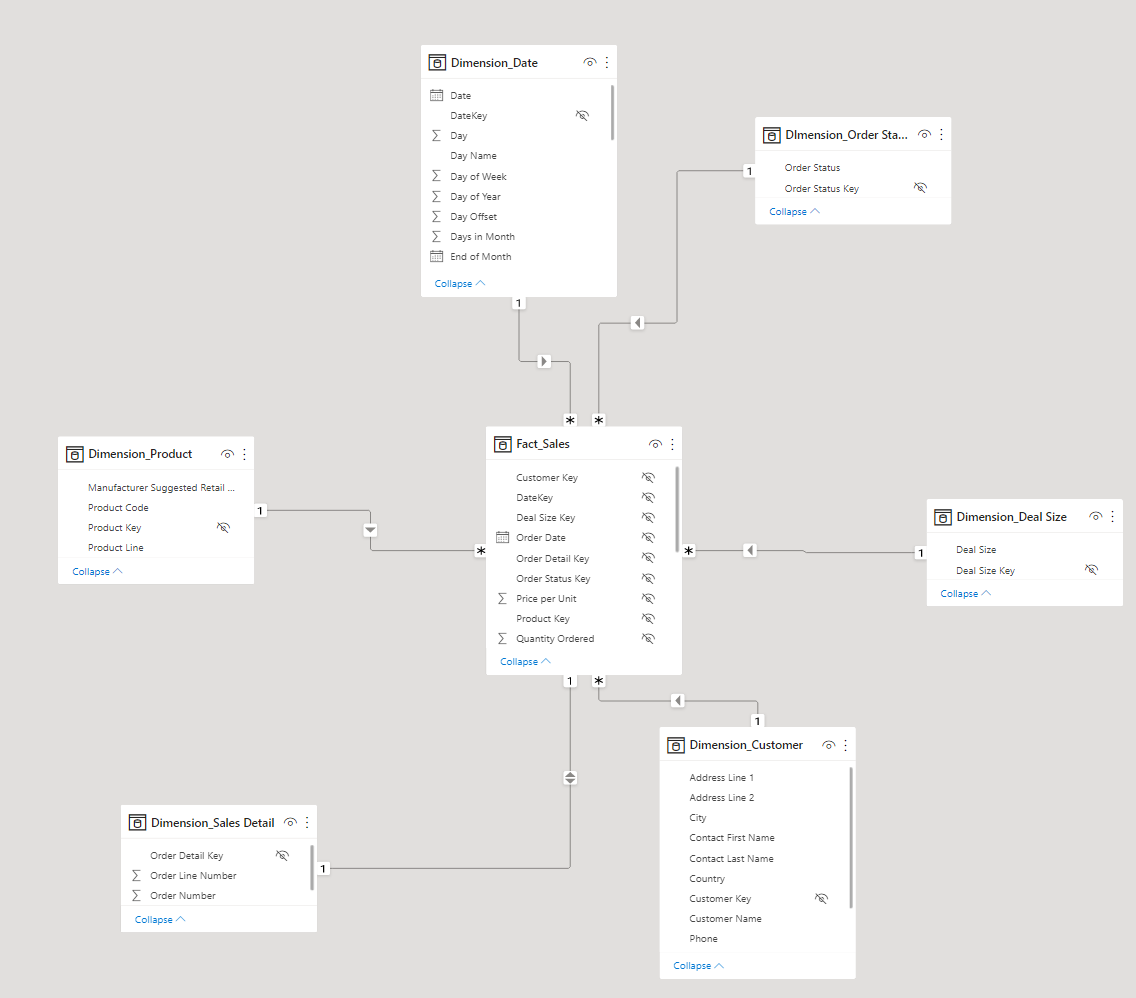 Dimension_Date
Date
DateKey
Day
Day Name
Day of Week
Day of Year
Day Offset
Days in Month
End of Month
Collapse
1
DImension_Order Sta...
Order Status
Order Status Key
Collapse
1
*
*
Dimension_Product
Manufacturer Suggested Retail ...
Product Code
Product Key
Product Line
Collapse
1
*
Fact_Sales
Customer Key
DateKey
Deal Size Key
Order Date
Order Detail Key
Order Status Key
Price per Unit
Product Key
Quantity Ordered
Collapse
*
1
Dimension_Deal Size
Deal Size
Deal Size Key
Collapse
1
*
1
Dimension_Customer
Address Line 1
Address Line 2
City
Contact First Name
Contact Last Name
Country
Customer Key
Customer Name
Phone
Collapse
Dimension_Sales Detail
Order Detail Key
Order Line Number
Order Number
Collapse
1